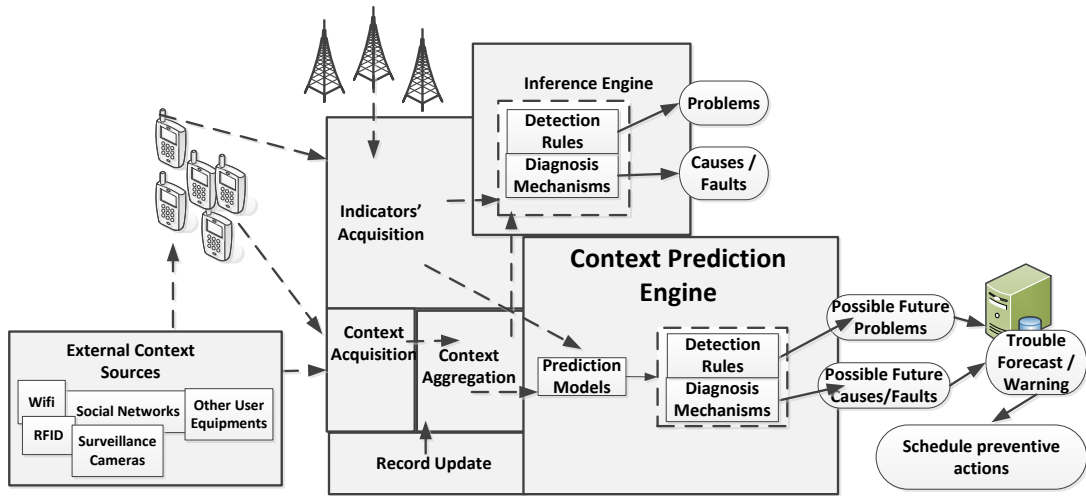 Inference Engine
Detection
Rules
Diagnosis
Mechanisms
Problems
Causes /
Faults
Indicators'
Acquisition
Context Prediction
Engine
Context
Acquisition
Context
Aggregation
Prediction
Models
Detection
Rules
Diagnosis
Mechanisms
Possible Future
Problems
Possible Future
Causes/Faults
Trouble
Forecast /
Warning
External Context
Sources
Wifi
Social Networks
Other User
Equipments
RFID
Surveillance
Cameras
Record Update
Schedule preventive
actions